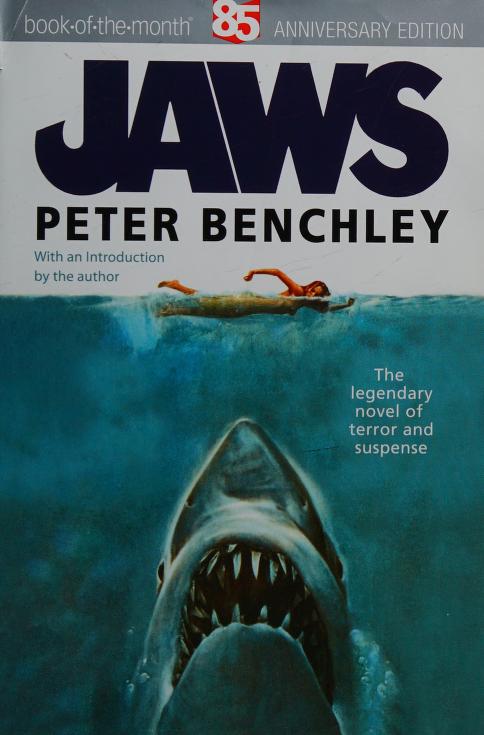 book·of·the·month® 85 ANNIVERSARY EDITION
JAWS
PETER BENCHLEY
With an Introduction
by the author
The
legendary
novel of
terror and
suspense